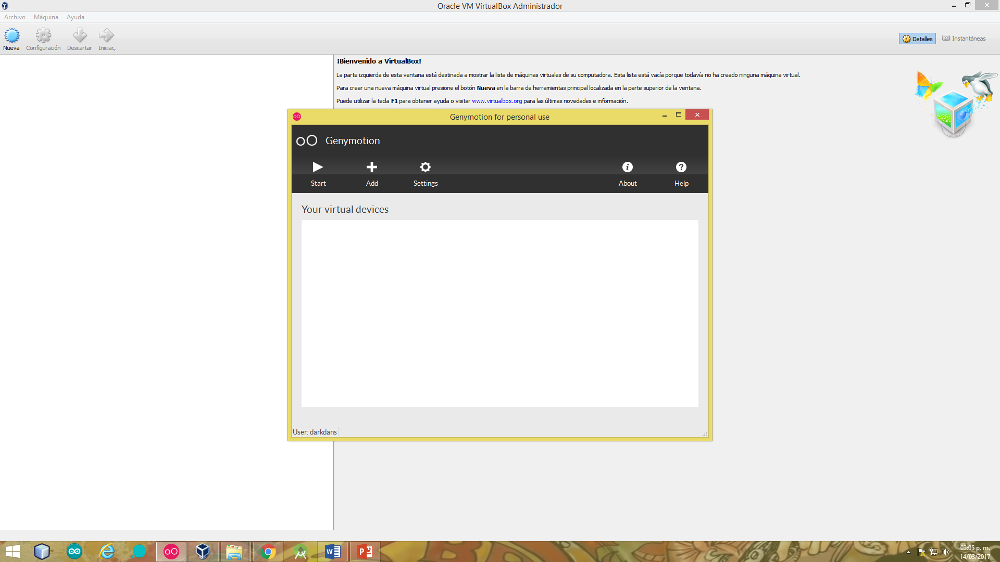 Oracle VM VirtualBox Administrador
Archivo Máquina Ayuda
Nueva Configuración Descartar Iniciar
Detalles Instantáneas
¡Bienvenido a VirtualBox!
La parte izquierda de esta ventana está destinada a mostrar la lista de máquinas virtuales de su computadora. Esta lista está vacía porque todavía no ha creado ninguna máquina virtual.
Para crear una nueva máquina virtual presione el botón Nueva en la barra de herramientas principal localizada en la parte superior de la ventana.
Puede utilizar la tecla F1 para obtener ayuda o visitar www.virtualbox.org para las últimas novedades e información.
Genymotion for personal use
Genymotion
Start Add Settings About Help
Your virtual devices
User: darkdans
03:05 p. m.
14/03/2017